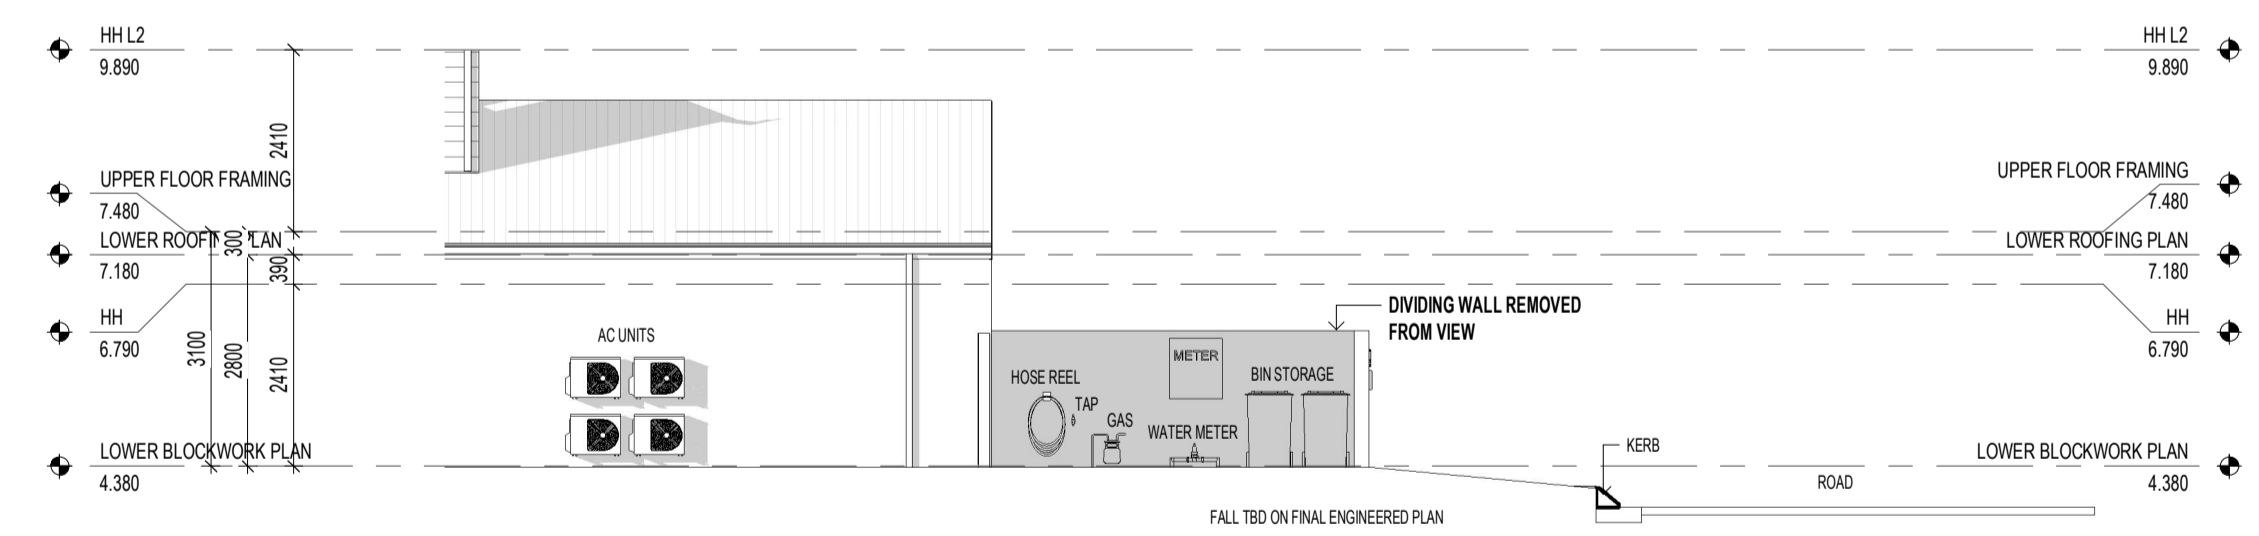 HH L2
9.890
2410
UPPER FLOOR FRAMING
7.480
300
LOWER ROOFING PLAN
7.180
390
HH
6.790
3100
2800
2410
LOWER BLOCKWORK PLAN
4.380
AC UNITS
HOSE REEL
TAP
GAS
METER
WATER METER
BIN STORAGE
DIVIDING WALL REMOVED
FROM VIEW
KERB
ROAD
FALL TBD ON FINAL ENGINEERED PLAN
HH L2
9.890
UPPER FLOOR FRAMING
7.480
LOWER ROOFING PLAN
7.180
HH
6.790
LOWER BLOCKWORK PLAN
4.380